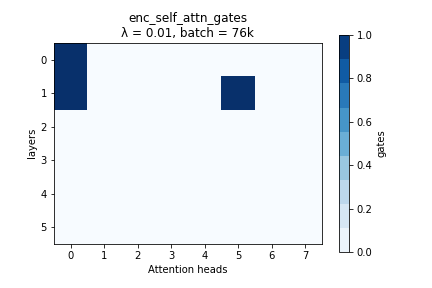 enc_self_attn_gates
λ = 0.01, batch = 76k
layers
0
1
2
3
4
5
0 1 2 3 4 5 6 7
Attention heads
1.0
0.8
0.6
0.4
0.2
0.0
gates